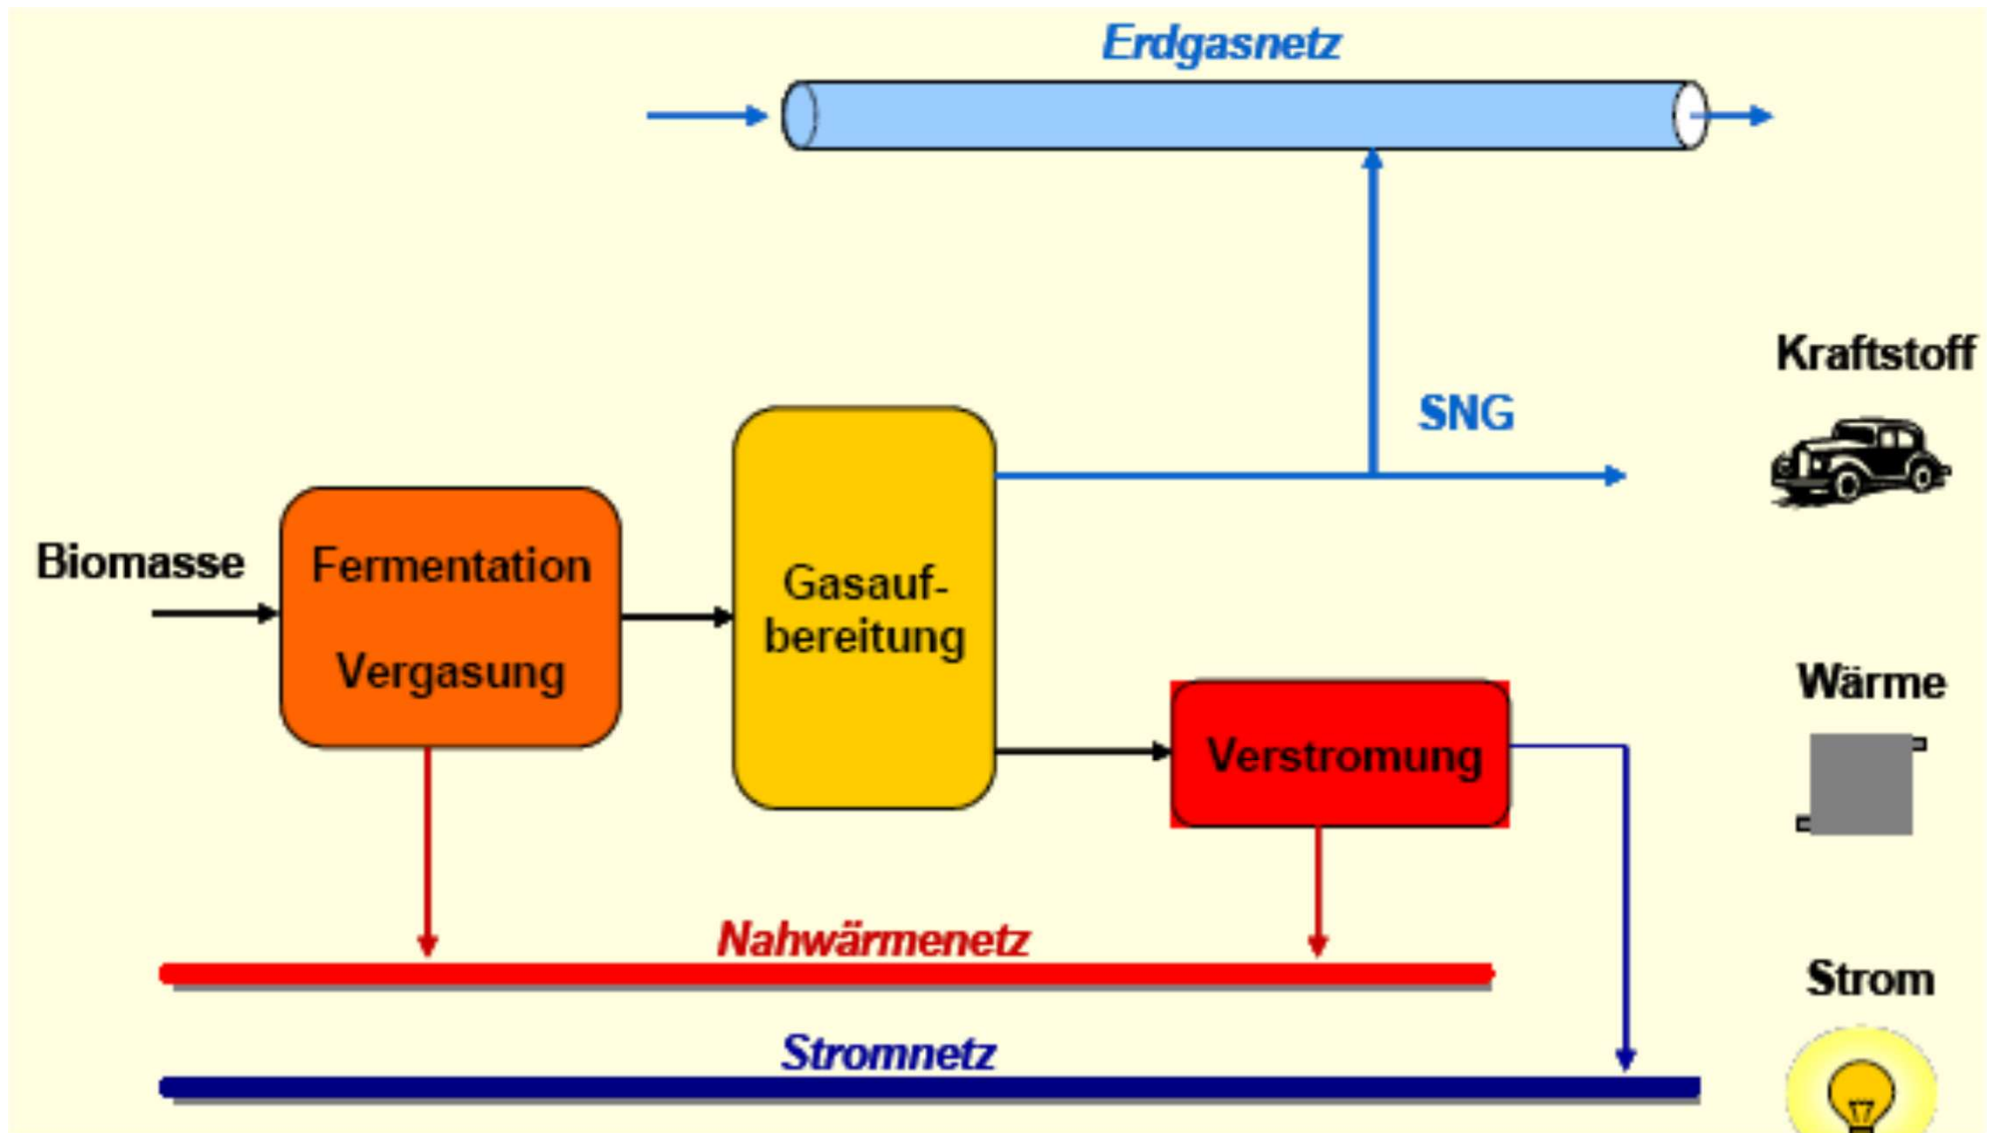 Erdgasnetz
Kraftstoff
SNG
Biomasse
Fermentation
Vergasung
Gasauf-
bereitung
Wärme
Verstromung
Nahwärmenetz
Strom
Stromnetz